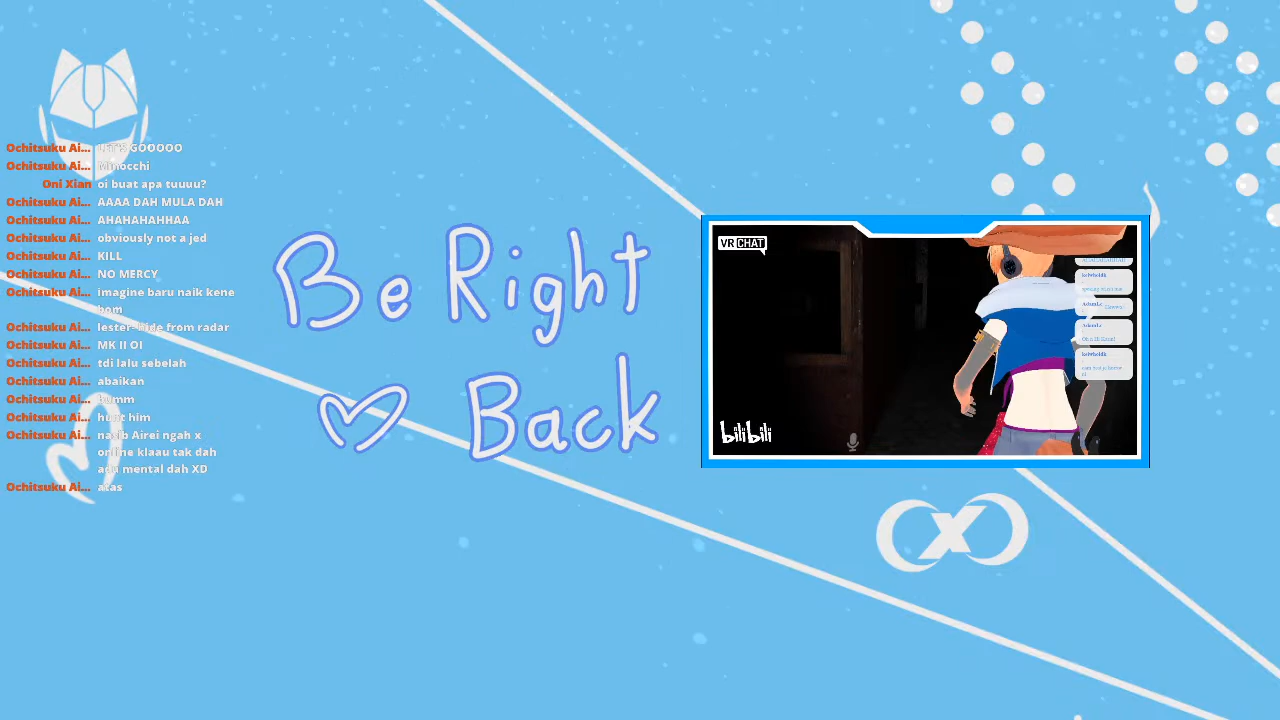 Ochitsuku Ai... LET'S GOOOOO
Ochitsuku Ai... Minocchi
Oni Xian oi buat apa tuuuu?
Ochitsuku Ai... AAAA DAH MULA DAH
Ochitsuku Ai... AHAHAHAHHAA
Ochitsuku Ai... obviously not a jed
Ochitsuku Ai... KILL
Ochitsuku Ai... NO MERCY
Ochitsuku Ai... imagine baru naik kene
bom
Ochitsuku Ai... lester- hide from radar
Ochitsuku Ai... MK II OI
Ochitsuku Ai... tdi lalu sebelah
Ochitsuku Ai... abaikan
Ochitsuku Ai... humm
Ochitsuku Ai... hunt him
Ochitsuku Ai... nasib Airei ngah x
online klaau tak dah
ada mental dah XD
Ochitsuku Ai... atas
Be Right
Back
VRCHAT
bilibili